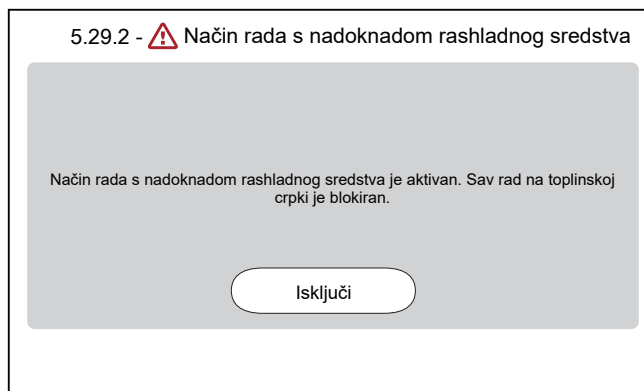 5.29.2 - Način rada s nadoknadom rashladnog sredstva
Način rada s nadoknadom rashladnog sredstva je aktivan. Sav rad na toplinskoj
crpki je blokiran.
Isključi